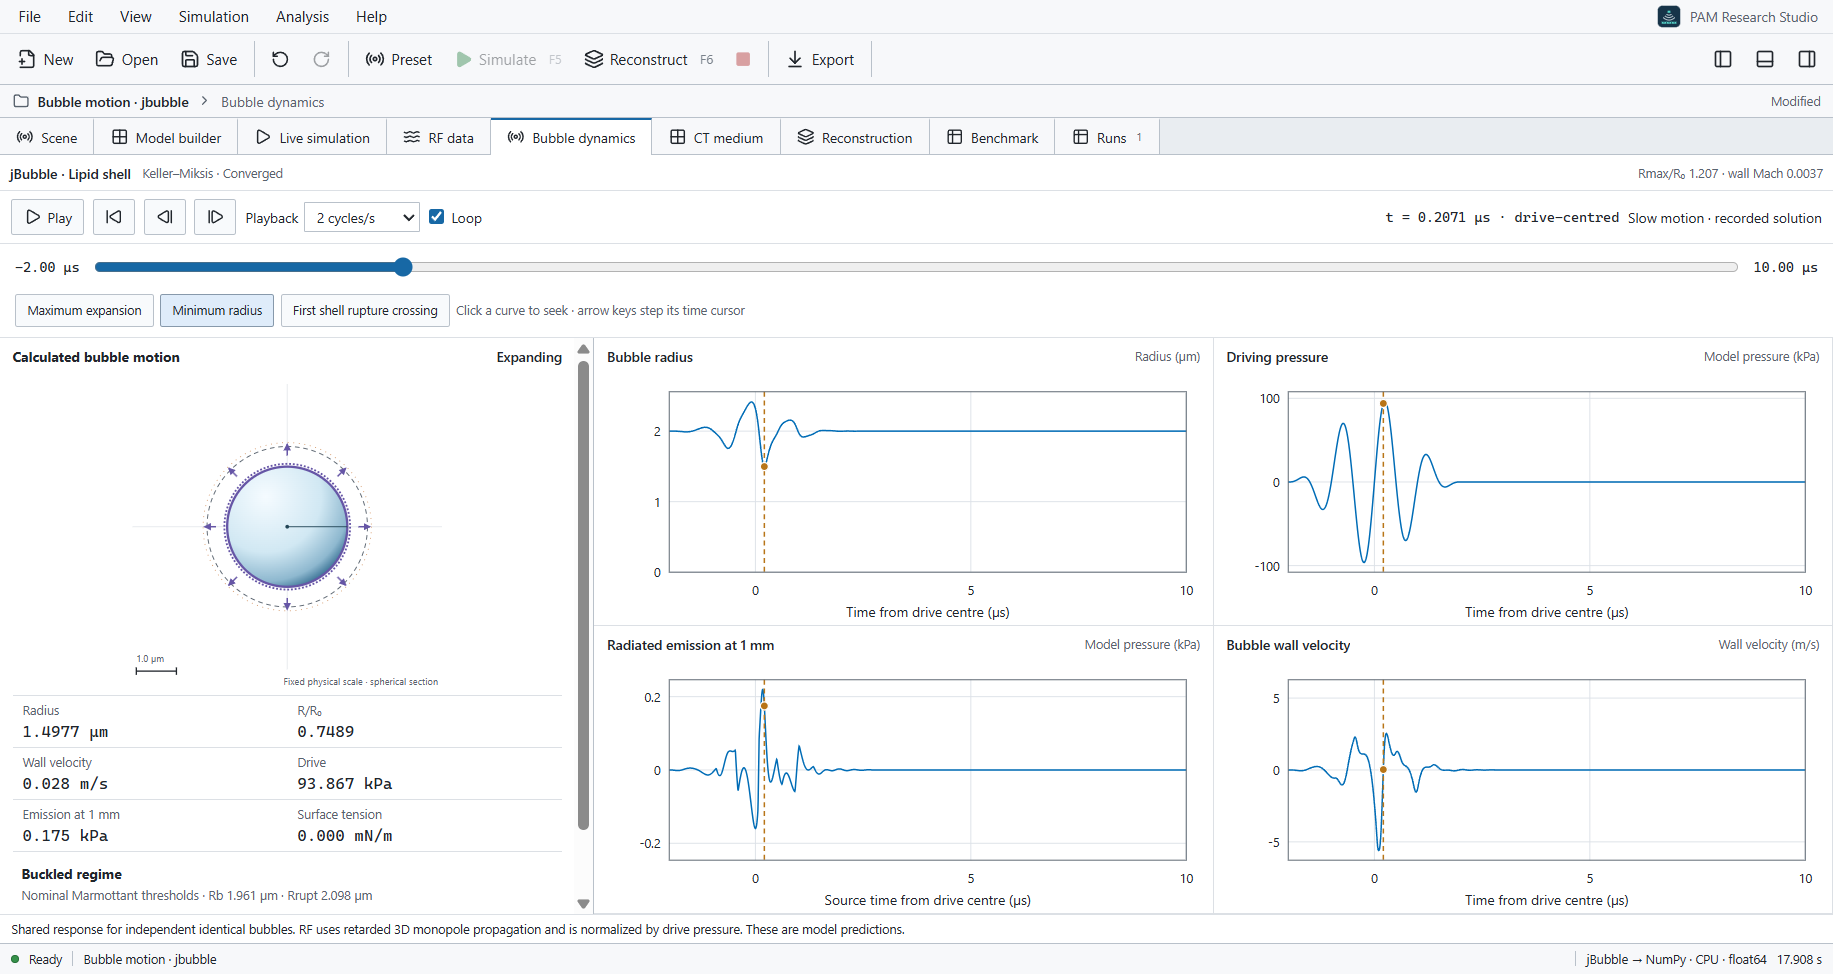 File Edit View Simulation Analysis Help PAM Research Studio
New Open Save Preset Simulate F5 Reconstruct F6 Export
Bubble motion · jbubble > Bubble dynamics Modified
Scene Model builder Live simulation RF data Bubble dynamics CT medium Reconstruction Benchmark Runs 1
jBubble · Lipid shell Keller–Miksis · Converged Rmax/R₀ 1.207 · wall Mach 0.0037
Play Playback 2 cycles/s Loop t = 0.2071 µs · drive-centred Slow motion · recorded solution
−2.00 µs 10.00 µs
Maximum expansion Minimum radius First shell rupture crossing Click a curve to seek · arrow keys step its time cursor
Calculated bubble motion Expanding
1.0 µm
Fixed physical scale · spherical section
Radius R/R₀
1.4977 µm 0.7489
Wall velocity Drive
0.028 m/s 93.867 kPa
Emission at 1 mm Surface tension
0.175 kPa 0.000 mN/m
Buckled regime
Nominal Marmottant thresholds · Rb 1.961 µm · Rrupt 2.098 µm
Bubble radius Radius (µm)
2
1
0
0 5 10
Time from drive centre (µs)
Driving pressure Model pressure (kPa)
100
0
-100
0 5 10
Time from drive centre (µs)
Radiated emission at 1 mm Model pressure (kPa)
0.2
0
-0.2
0 5 10
Source time from drive centre (µs)
Bubble wall velocity Wall velocity (m/s)
5
0
-5
0 5 10
Time from drive centre (µs)
Shared response for independent identical bubbles. RF uses retarded 3D monopole propagation and is normalized by drive pressure. These are model predictions.
Ready Bubble motion · jbubble jBubble → NumPy · CPU · float64 17.908 s